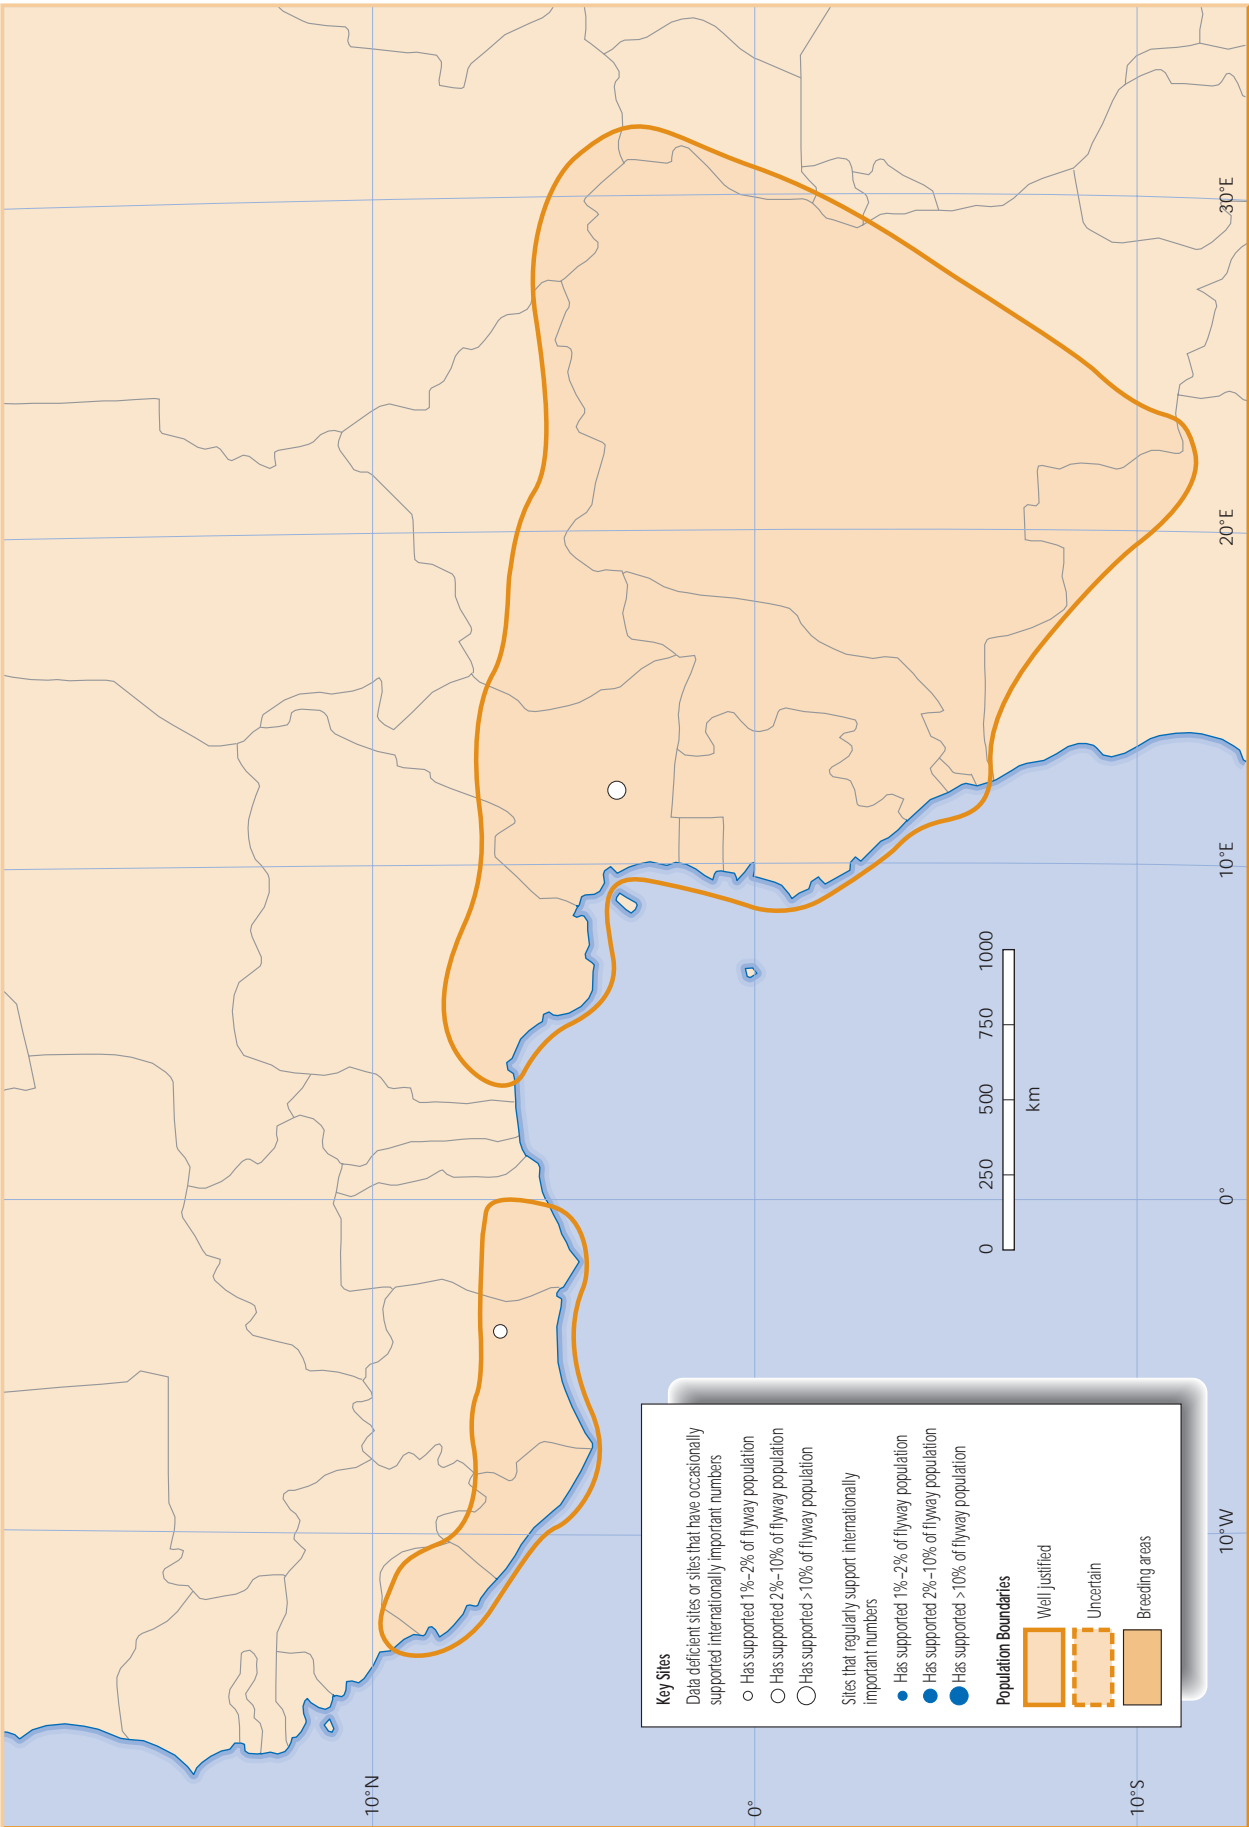 10°N
0°
10°S
10°W
0°
10°E
20°E
30°E
0 250 500 750 1000
km
Key Sites
Data deficient sites or sites that have occasionally
supported internationally important numbers
Has supported 1%–2% of flyway population
Has supported 2%–10% of flyway population
Has supported >10% of flyway population
Sites that regularly support internationally
important numbers
Has supported 1%–2% of flyway population
Has supported 2%–10% of flyway population
Has supported >10% of flyway population
Population Boundaries
Well justified
Uncertain
Breeding areas